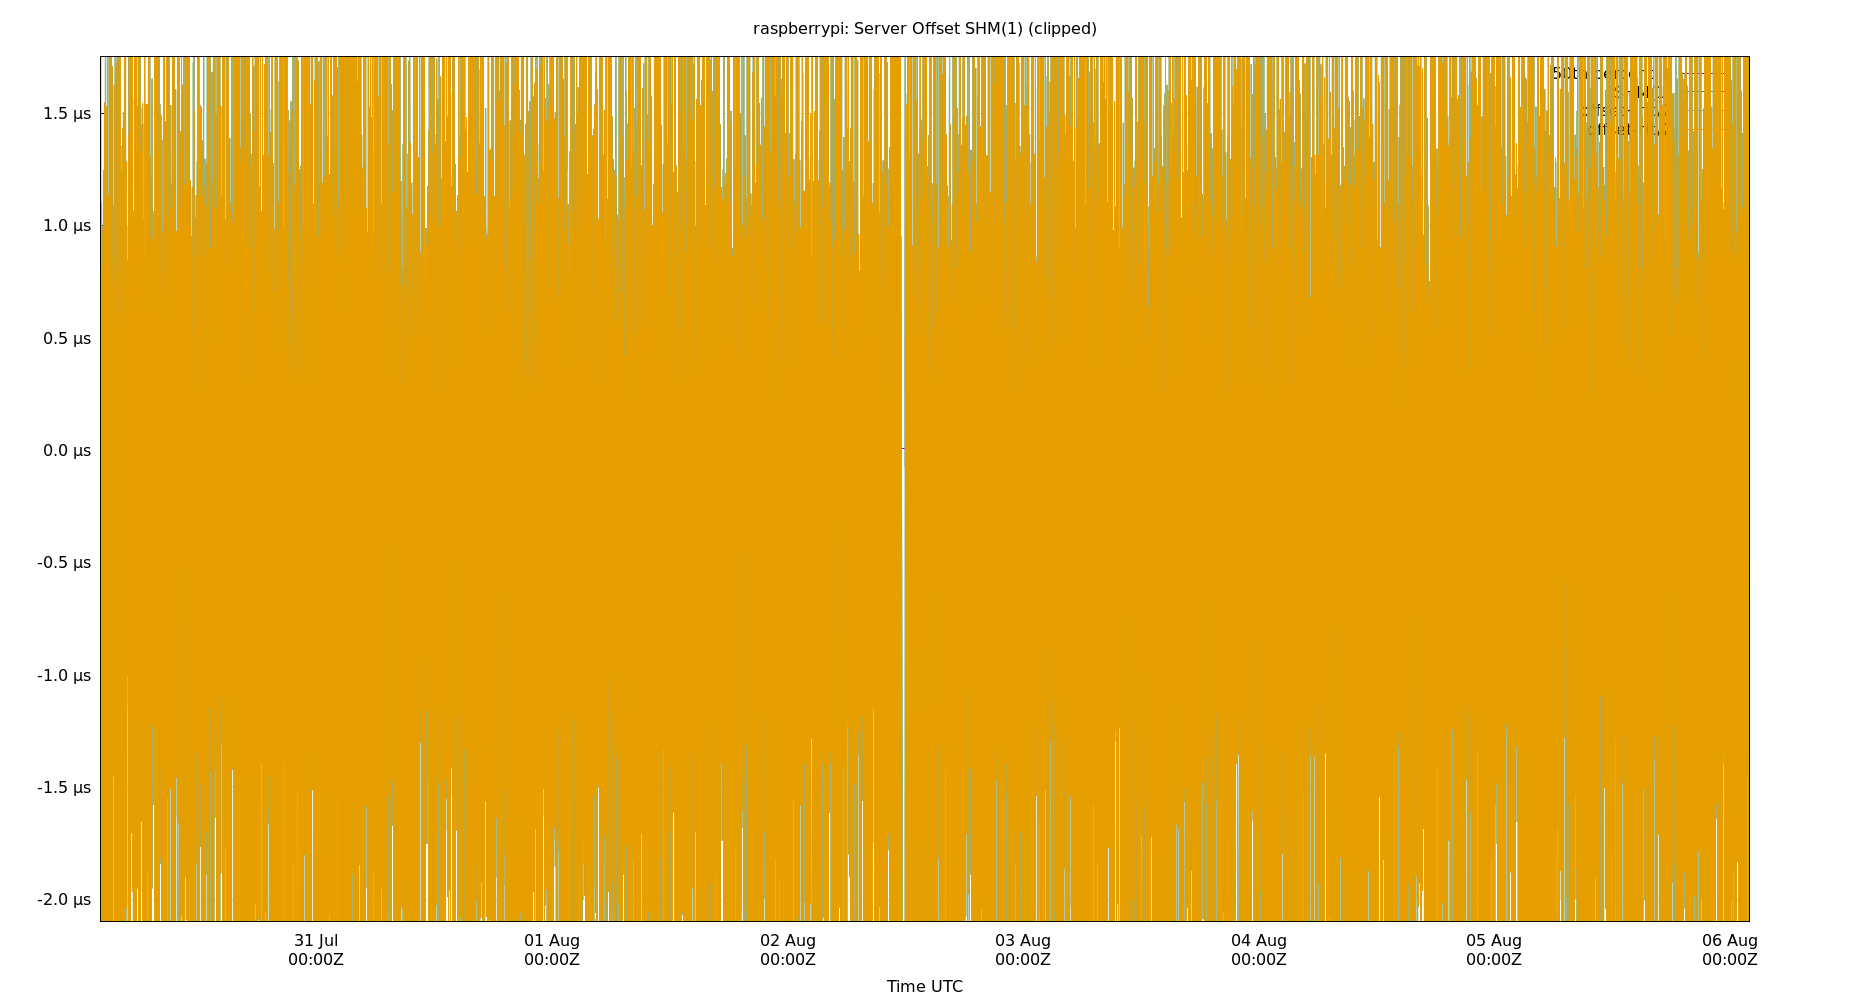 raspberrypi: Server Offset SHM(1) (clipped)
1.5 µs
1.0 µs
0.5 µs
0.0 µs
-0.5 µs
-1.0 µs
-1.5 µs
-2.0 µs
31 Jul 01 Aug 02 Aug 03 Aug 04 Aug 05 Aug 06 Aug
00:00Z 00:00Z 00:00Z 00:00Z 00:00Z 00:00Z 00:00Z
Time UTC